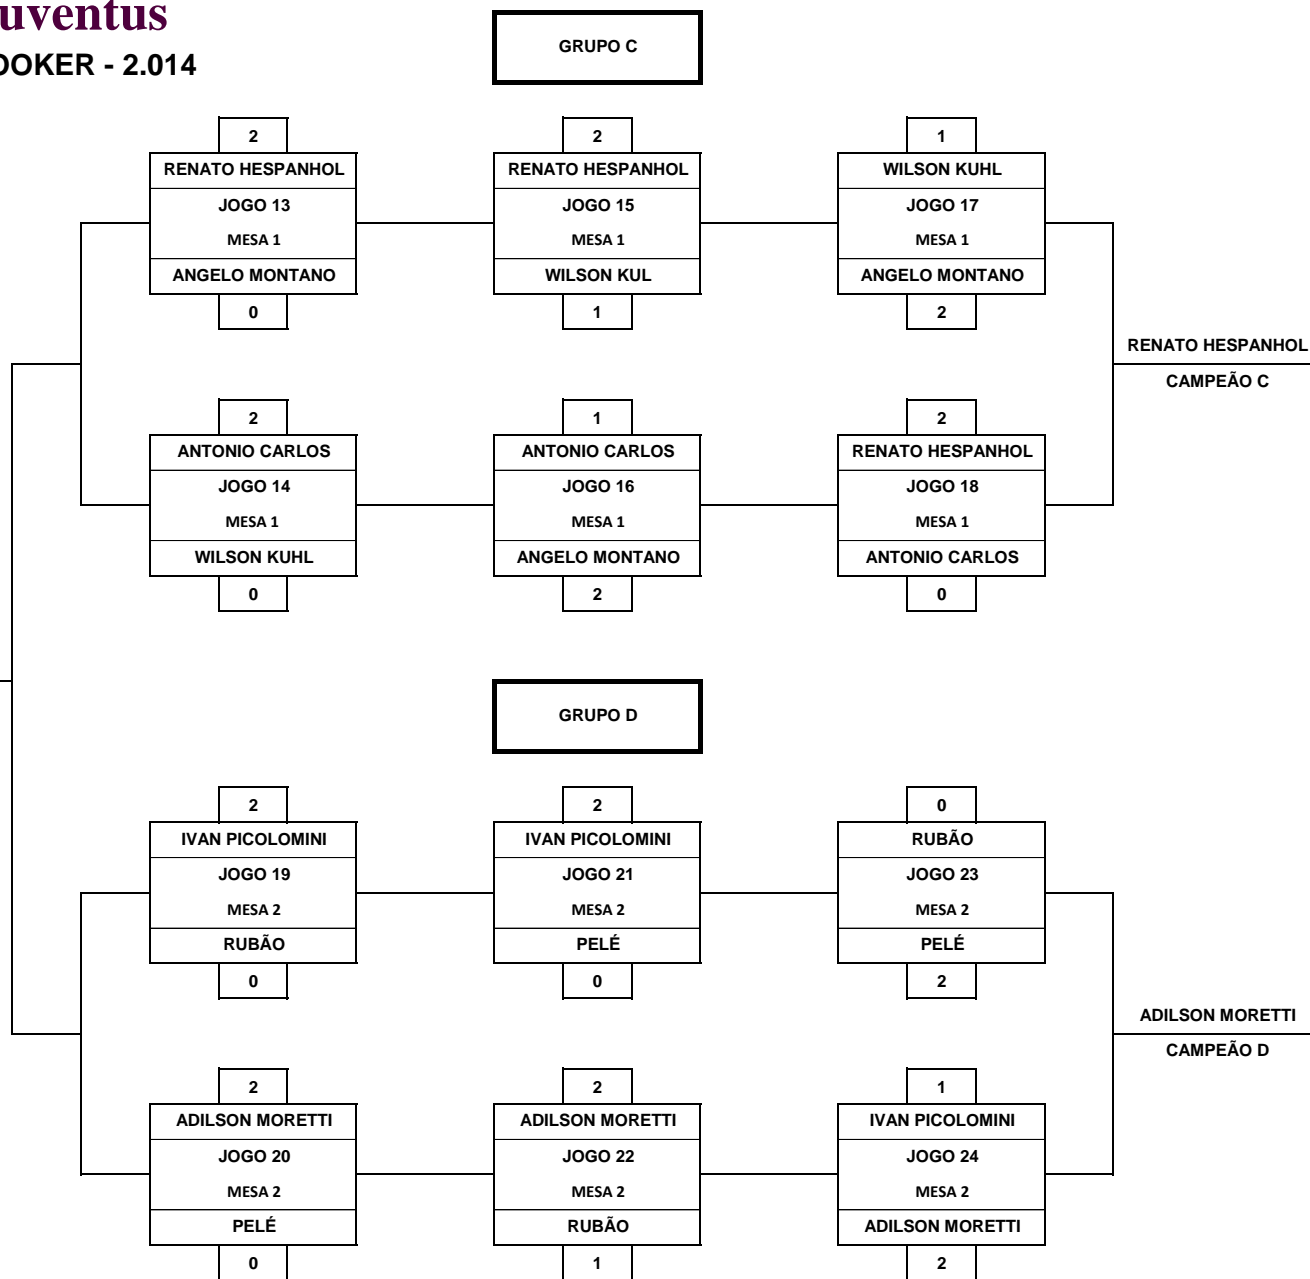 uventus
OOKER - 2.014
GRUPO C
2
RENATO HESPANHOL
JOGO 13
MESA 1
ANGELO MONTANO
0
2
RENATO HESPANHOL
JOGO 15
MESA 1
WILSON KUL
1
1
WILSON KUHL
JOGO 17
MESA 1
ANGELO MONTANO
2
RENATO HESPANHOL
CAMPEÃO C
2
ANTONIO CARLOS
JOGO 14
MESA 1
WILSON KUHL
0
1
ANTONIO CARLOS
JOGO 16
MESA 1
ANGELO MONTANO
2
2
RENATO HESPANHOL
JOGO 18
MESA 1
ANTONIO CARLOS
0
GRUPO D
2
IVAN PICOLOMINI
JOGO 19
MESA 2
RUBÃO
0
2
IVAN PICOLOMINI
JOGO 21
MESA 2
PELÉ
0
0
RUBÃO
JOGO 23
MESA 2
PELÉ
2
ADILSON MORETTI
CAMPEÃO D
2
ADILSON MORETTI
JOGO 20
MESA 2
PELÉ
0
2
ADILSON MORETTI
JOGO 22
MESA 2
RUBÃO
1
1
IVAN PICOLOMINI
JOGO 24
MESA 2
ADILSON MORETTI
2